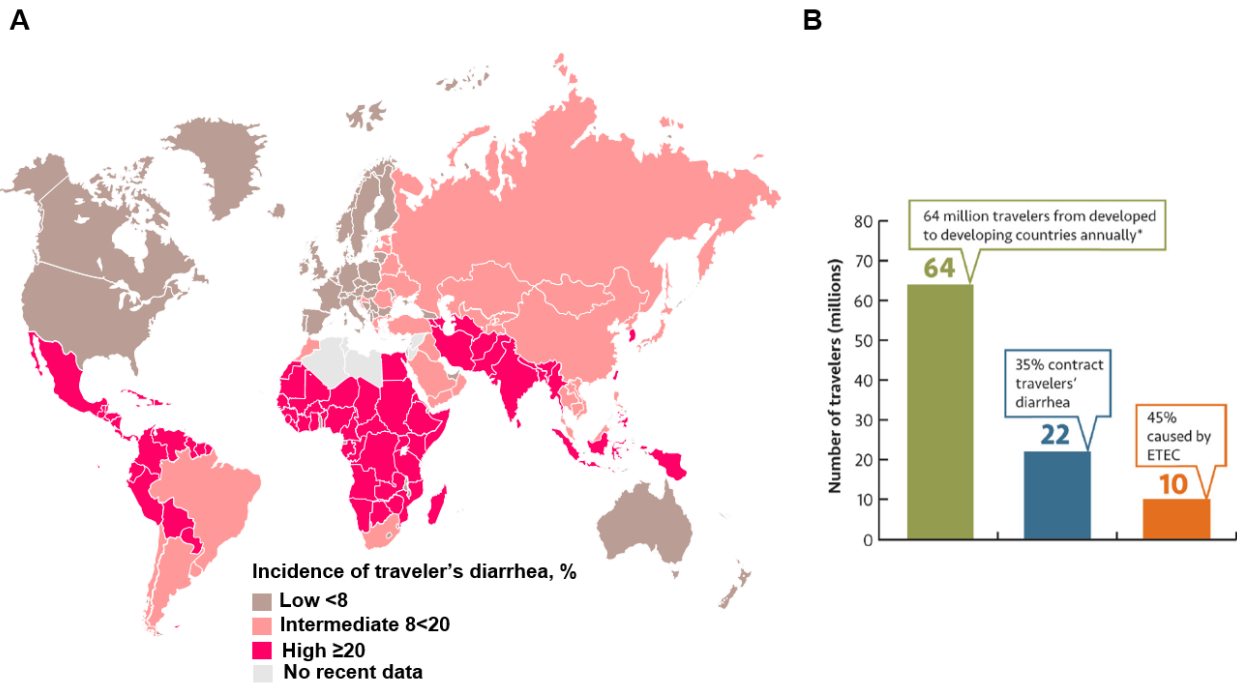 A
Incidence of traveler's diarrhea, %
Low <8
Intermediate 8<20
High ≥20
No recent data
B
Number of travelers (millions)
80
70
60
50
40
30
20
10
0
64 million travelers from developed
to developing countries annually*
64
35% contract
travelers'
diarrhea
22
45%
caused by
ETEC
10